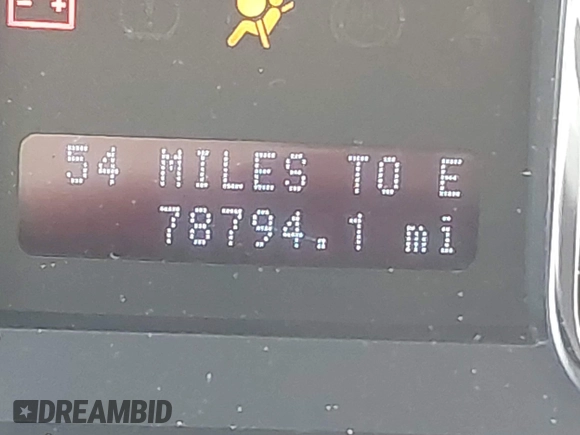 54 MILES TO E
78794.1 mi
DREAMBID